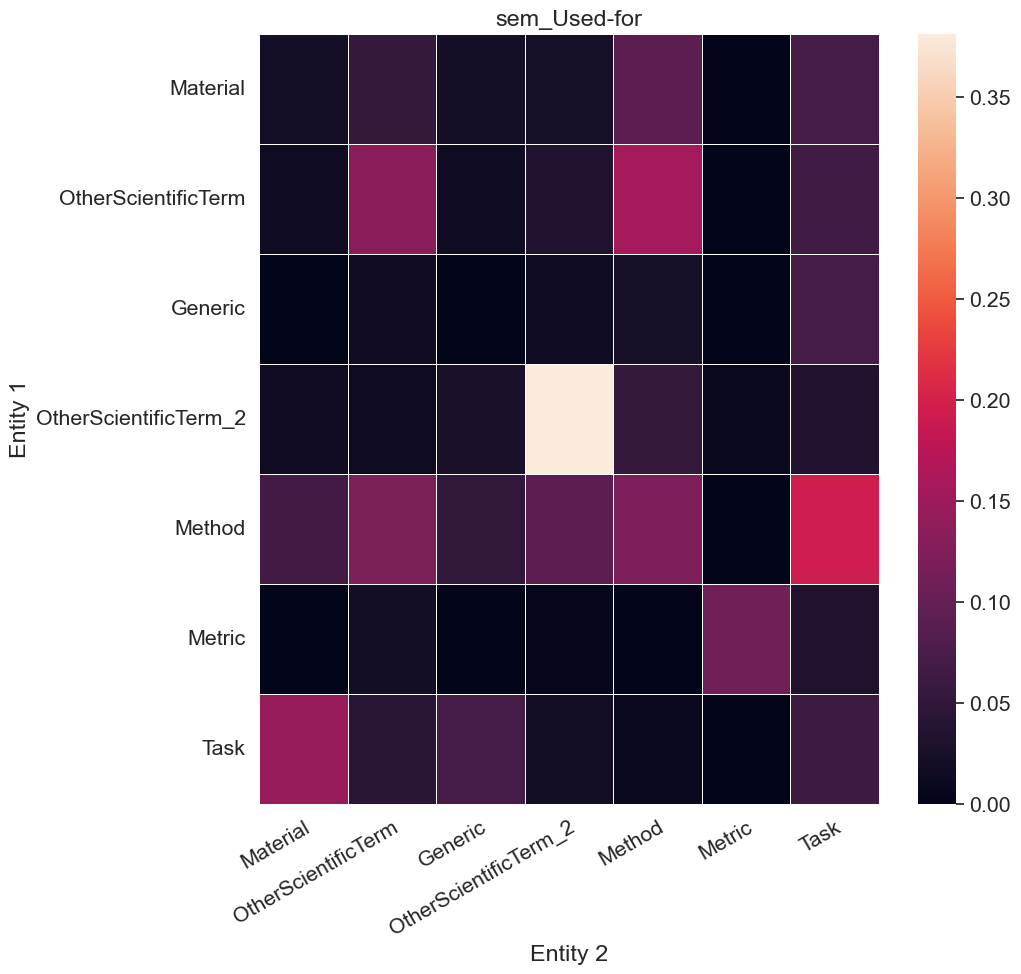 sem_Used-for
Entity 1
Material
OtherScientificTerm
Generic
OtherScientificTerm_2
Method
Metric
Task
Material
OtherScientificTerm
Generic
OtherScientificTerm_2
Method
Metric
Task
Entity 2
0.35
0.30
0.25
0.20
0.15
0.10
0.05
0.00